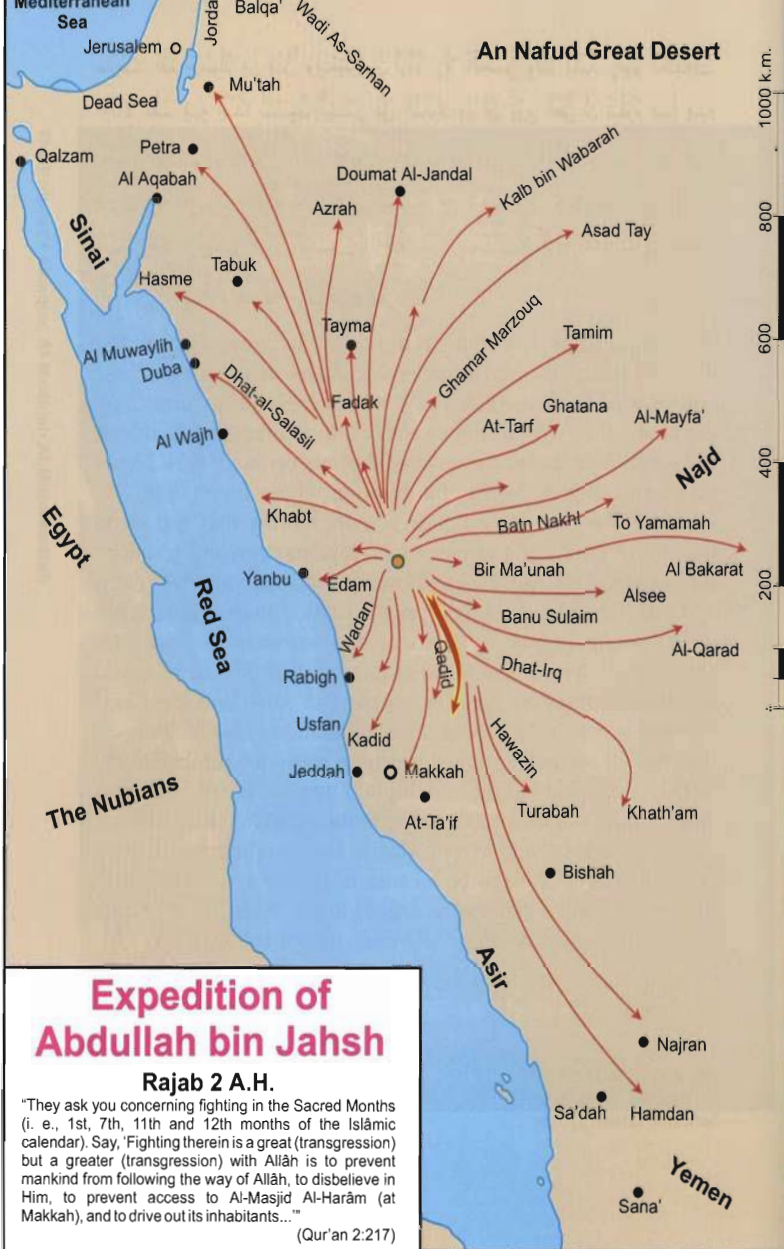 Mediterranean
Sea
Jerusalem
Jorda
Balqa'
Wadi As-Sarhan
An Nafud Great Desert
Dead Sea
Mu'tah
1000 k.m.
Qalzam
Petra
Al Aqabah
Doumat Al-Jandal
Kalb bin Wabarah
Azrah
Asad Tay
800
Sinai
Hasme
Tabuk
Tayma
Ghamar Marzouq
Tamim
600
Al Muwaylih
Duba
Dhat-al-Salasil
Fadak
At-Tarf
Ghatana
Al-Mayfa'
Al Wajh
Najd
400
Khabt
Batn Nakhl
To Yamamah
Egypt
Yanbu
Edam
Bir Ma'unah
Al Bakarat
200
Red Sea
Wadan
Banu Sulaim
Alsee
Qadid
Dhat-Irq
Al-Qarad
Rabigh
Usfan
Kadid
Hawazin
Jeddah
Makkah
The Nubians
At-Ta'if
Turabah
Khath'am
Bishah
Asir
Najran
Sa'dah
Hamdan
Yemen
Sana'
Expedition of
Abdullah bin Jahsh
Rajab 2 A.H.
"They ask you concerning fighting in the Sacred Months
(i. e., 1st, 7th, 11th and 12th months of the Islâmic
calendar). Say, 'Fighting therein is a great (transgression)
but a greater (transgression) with Allâh is to prevent
mankind from following the way of Allâh, to disbelieve in
Him, to prevent access to Al-Masjid Al-Harâm (at
Makkah), and to drive out its inhabitants...'"
(Qur'an 2:217)